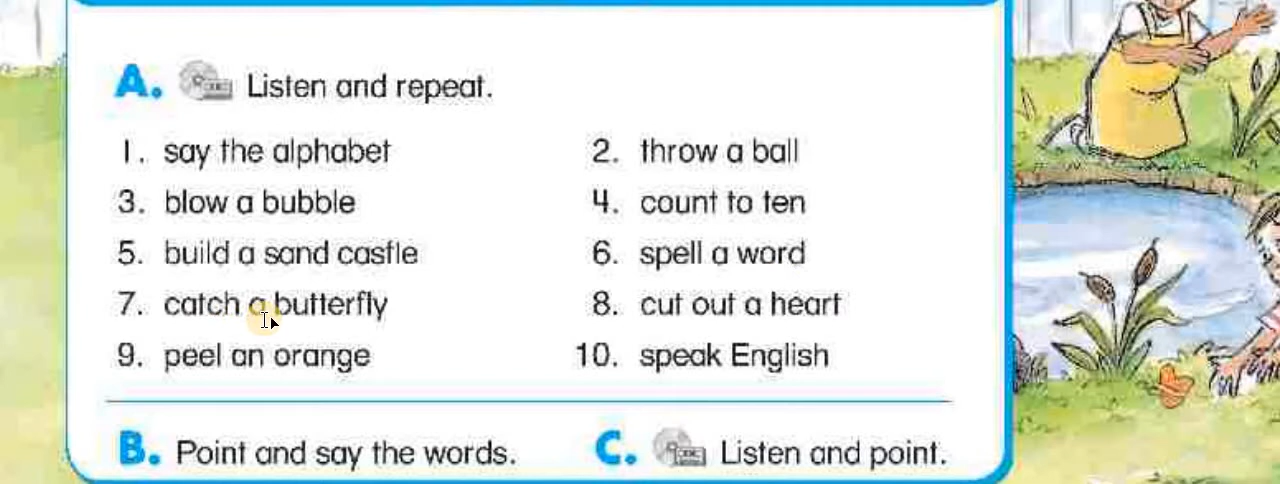 A. Listen and repeat.
1. say the alphabet
2. throw a ball
3. blow a bubble
4. count to ten
5. build a sand castle
6. spell a word
7. catch a butterfly
8. cut out a heart
9. peel an orange
10. speak English
B. Point and say the words.
C. Listen and point.